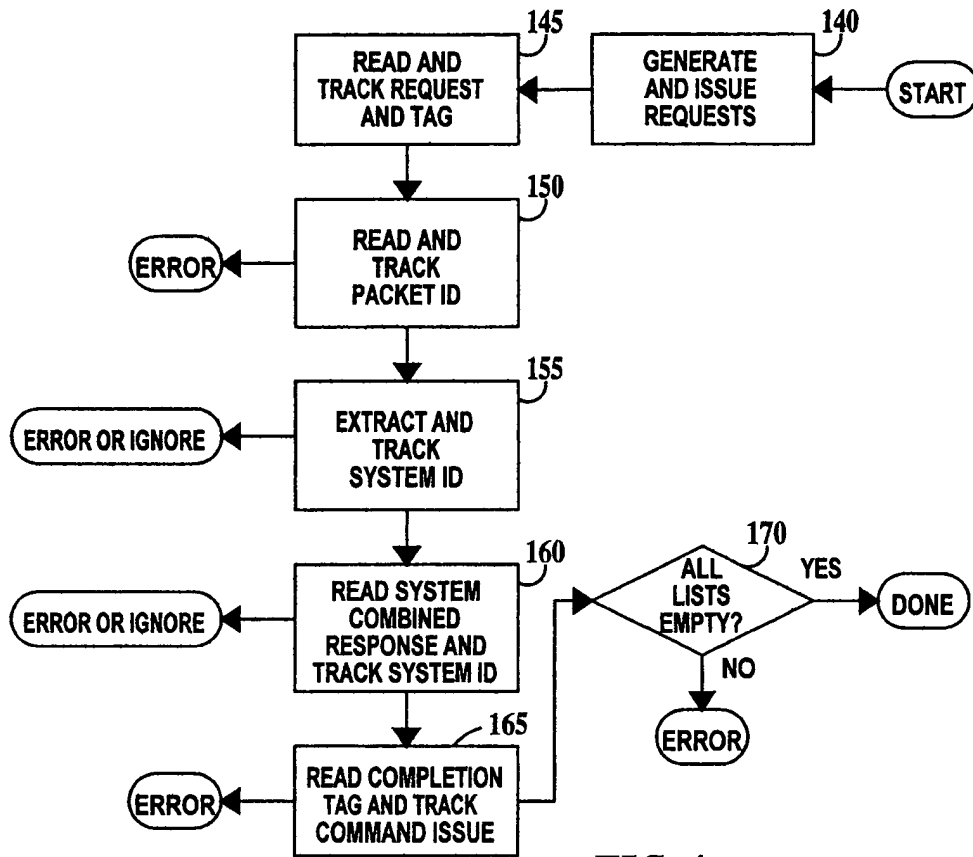 START
140
GENERATE
AND ISSUE
REQUESTS
145
READ AND
TRACK REQUEST
AND TAG
150
READ AND
TRACK
PACKET ID
ERROR
155
EXTRACT AND
TRACK
SYSTEM ID
ERROR OR IGNORE
160
READ SYSTEM
COMBINED
RESPONSE AND
TRACK SYSTEM ID
ERROR OR IGNORE
165
READ COMPLETION
TAG AND TRACK
COMMAND ISSUE
ERROR
170
ALL
LISTS
EMPTY?
YES
DONE
NO
ERROR